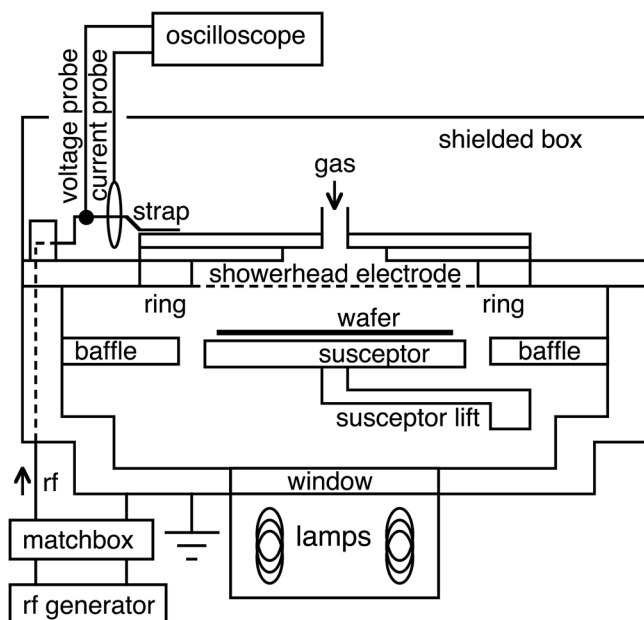 oscilloscope
voltage probe
current probe
shielded box
gas
strap
showerhead electrode
ring
ring
wafer
baffle
susceptor
baffle
susceptor lift
window
rf
lamps
matchbox
rf generator